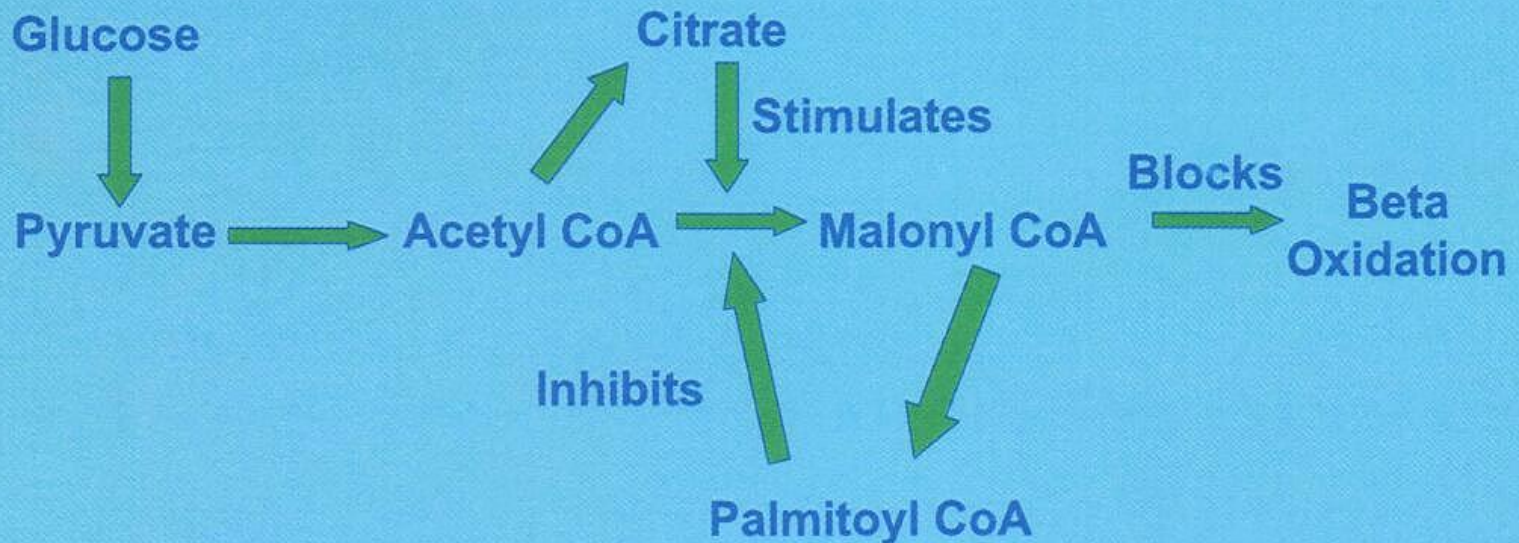 Glucose
Citrate
Stimulates
Blocks
Pyruvate
Acetyl CoA
Malonyl CoA
Beta
Oxidation
Inhibits
Palmitoyl CoA